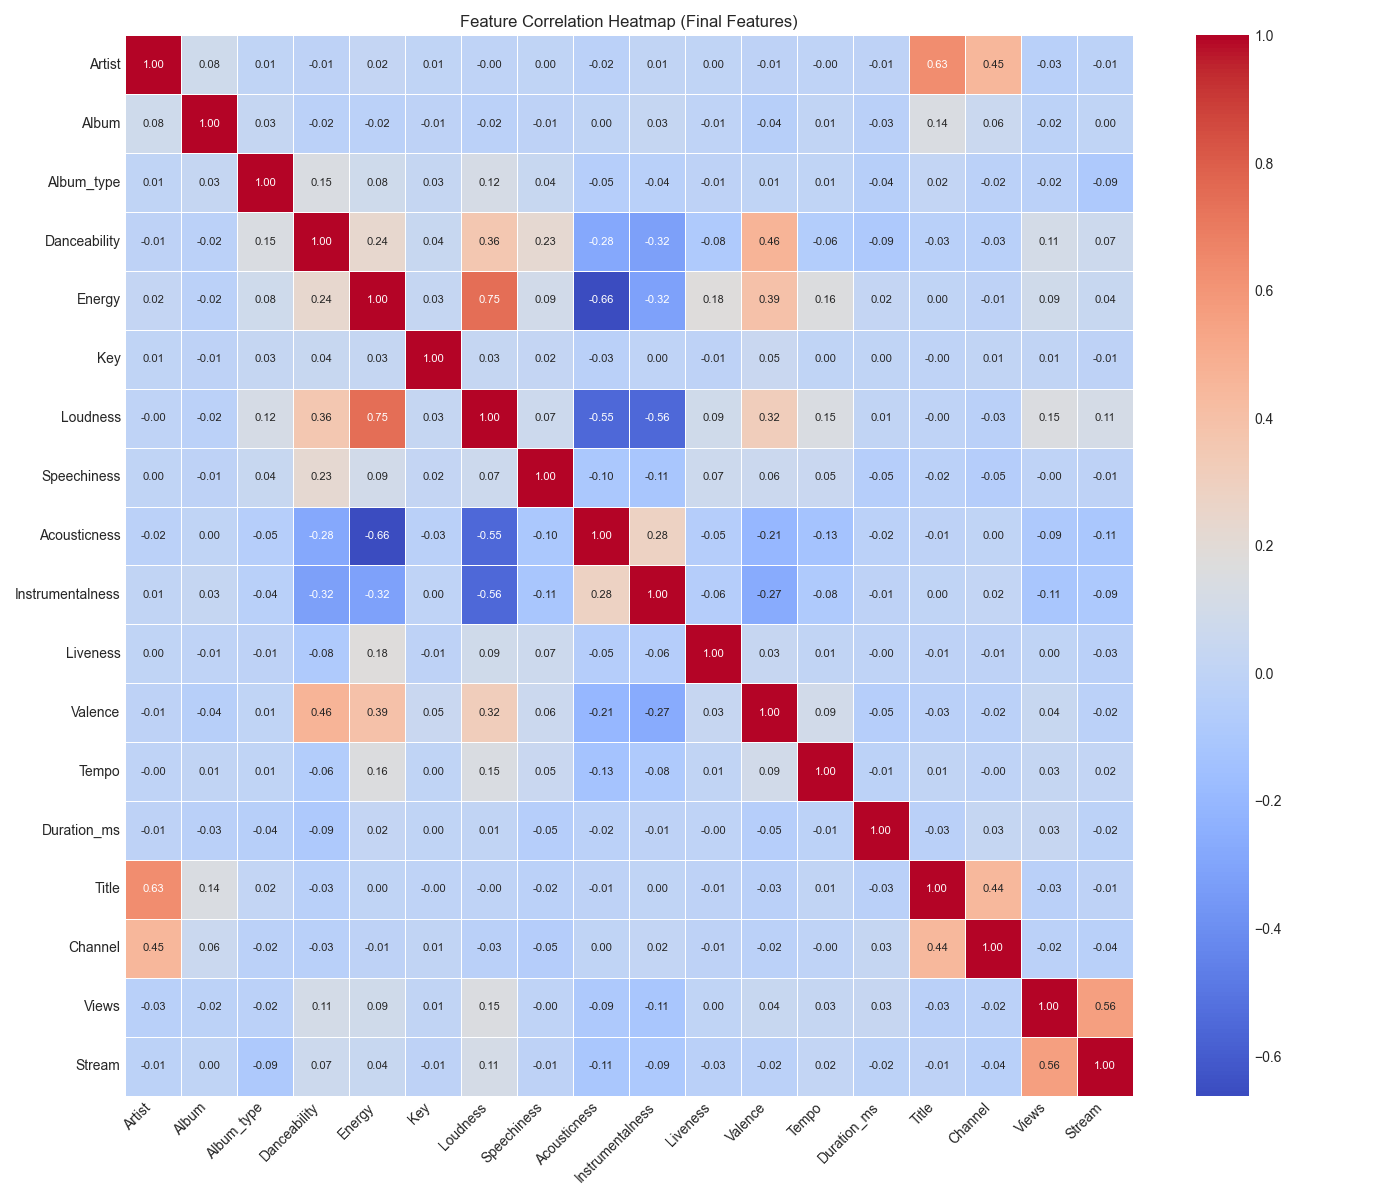 Feature Correlation Heatmap (Final Features)
Artist 1.00 0.08 0.01 -0.01 0.02 0.01 -0.00 0.00 -0.02 0.01 0.00 -0.01 -0.00 -0.01 0.63 0.45 -0.03 -0.01
Album 0.08 1.00 0.03 -0.02 -0.02 -0.01 -0.02 -0.01 0.00 0.03 -0.01 -0.04 0.01 -0.03 0.14 0.06 -0.02 0.00
Album_type 0.01 0.03 1.00 0.15 0.08 0.03 0.12 0.04 -0.05 -0.04 -0.01 0.01 0.01 -0.04 0.02 -0.02 -0.02 -0.09
Danceability -0.01 -0.02 0.15 1.00 0.24 0.04 0.36 0.23 -0.28 -0.32 -0.08 0.46 -0.06 -0.09 -0.03 -0.03 0.11 0.07
Energy 0.02 -0.02 0.08 0.24 1.00 0.03 0.75 0.09 -0.66 -0.32 0.18 0.39 0.16 0.02 0.00 -0.01 0.09 0.04
Key 0.01 -0.01 0.03 0.04 0.03 1.00 0.03 0.02 -0.03 0.00 -0.01 0.05 0.00 0.00 -0.00 0.01 0.01 -0.01
Loudness -0.00 -0.02 0.12 0.36 0.75 0.03 1.00 0.07 -0.55 -0.56 0.09 0.32 0.15 0.01 -0.00 -0.03 0.15 0.11
Speechiness 0.00 -0.01 0.04 0.23 0.09 0.02 0.07 1.00 -0.10 -0.11 0.07 0.06 0.05 -0.05 -0.02 -0.05 -0.00 -0.01
Acousticness -0.02 0.00 -0.05 -0.28 -0.66 -0.03 -0.55 -0.10 1.00 0.28 -0.05 -0.21 -0.13 -0.02 -0.01 0.00 -0.09 -0.11
Instrumentalness 0.01 0.03 -0.04 -0.32 -0.32 0.00 -0.56 -0.11 0.28 1.00 -0.06 -0.27 -0.08 -0.01 0.00 0.02 -0.11 -0.09
Liveness 0.00 -0.01 -0.01 -0.08 0.18 -0.01 0.09 0.07 -0.05 -0.06 1.00 0.03 0.01 -0.00 -0.01 -0.01 0.00 -0.03
Valence -0.01 -0.04 0.01 0.46 0.39 0.05 0.32 0.06 -0.21 -0.27 0.03 1.00 0.09 -0.05 -0.03 -0.02 0.04 -0.02
Tempo -0.00 0.01 0.01 -0.06 0.16 0.00 0.15 0.05 -0.13 -0.08 0.01 0.09 1.00 -0.01 0.01 -0.00 0.03 0.02
Duration_ms -0.01 -0.03 -0.04 -0.09 0.02 0.00 0.01 -0.05 -0.02 -0.01 -0.00 -0.05 -0.01 1.00 -0.03 0.03 0.03 -0.02
Title 0.63 0.14 0.02 -0.03 0.00 -0.00 -0.00 -0.02 -0.01 0.00 -0.01 -0.03 0.01 -0.03 1.00 0.44 -0.03 -0.01
Channel 0.45 0.06 -0.02 -0.03 -0.01 0.01 -0.03 -0.05 0.00 0.02 -0.01 -0.02 -0.00 0.03 0.44 1.00 -0.02 -0.04
Views -0.03 -0.02 -0.02 0.11 0.09 0.01 0.15 -0.00 -0.09 -0.11 0.00 0.04 0.03 0.03 -0.03 -0.02 1.00 0.56
Stream -0.01 0.00 -0.09 0.07 0.04 -0.01 0.11 -0.01 -0.11 -0.09 -0.03 -0.02 0.02 -0.02 -0.01 -0.04 0.56 1.00
Artist Album Album_type Danceability Energy Key Loudness Speechiness Acousticness Instrumentalness Liveness Valence Tempo Duration_ms Title Channel Views Stream
1.0
0.8
0.6
0.4
0.2
0.0
−0.2
−0.4
−0.6